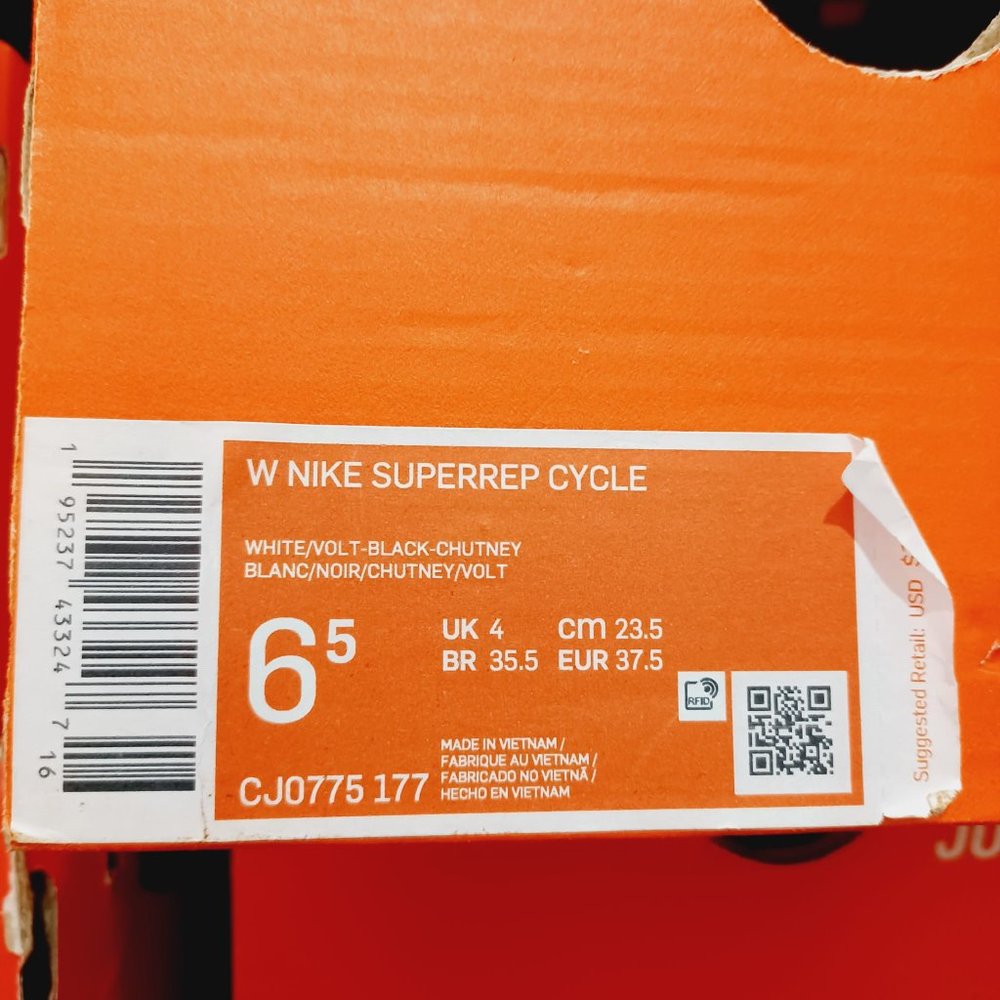 W NIKE SUPERREP CYCLE
WHITE/VOLT-BLACK-CHUTNEY
BLANC/NOIR/CHUTNEY/VOLT
6⁵
UK 4 cm 23.5
BR 35.5 EUR 37.5
RFID
MADE IN VIETNAM /
FABRIQUE AU VIETNAM /
FABRICADO NO VIETNÃ /
HECHO EN VIETNAM
CJ0775 177
1 95237 43324 7 16
Suggested Retail: USD $